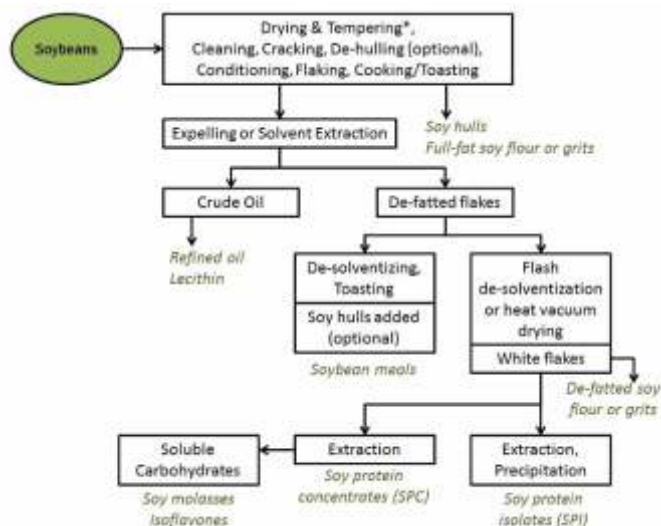 Soybeans
Drying & Tempering*,
Cleaning, Cracking, De-hulling (optional),
Conditioning, Flaking, Cooking/Toasting
Expelling or Solvent Extraction
Soy hulls
Full-fat soy flour or grits
Crude Oil
De-fatted flakes
Refined oil
Lecithin
De-solventizing,
Toasting
Soy hulls added
(optional)
Soybean meals
Flash
de-solventization
or heat vacuum
drying
White flakes
De-fatted soy
flour or grits
Soluble
Carbohydrates
Soy molasses
Isoflavones
Extraction
Soy protein
concentrates (SPC)
Extraction,
Precipitation
Soy protein
isolates (SPI)